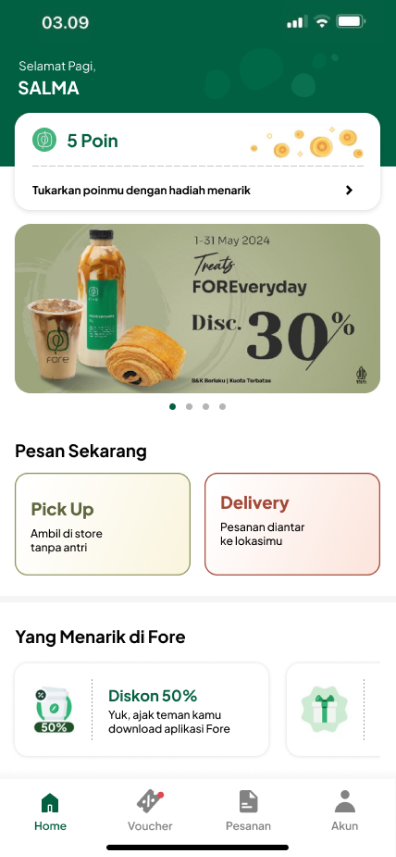 03.09
Selamat Pagi,
SALMA
5 Poin
Tukarkan poinmu dengan hadiah menarik
1-31 May 2024
Treats
FOREveryday
Disc. 30%
fore
S&K Berlaku | Kuota Terbatas
Pesan Sekarang
Pick Up
Ambil di store
tanpa antri
Delivery
Pesanan diantar
ke lokasimu
Yang Menarik di Fore
50%
Diskon 50%
Yuk, ajak teman kamu
download aplikasi Fore
Home
Voucher
Pesanan
Akun